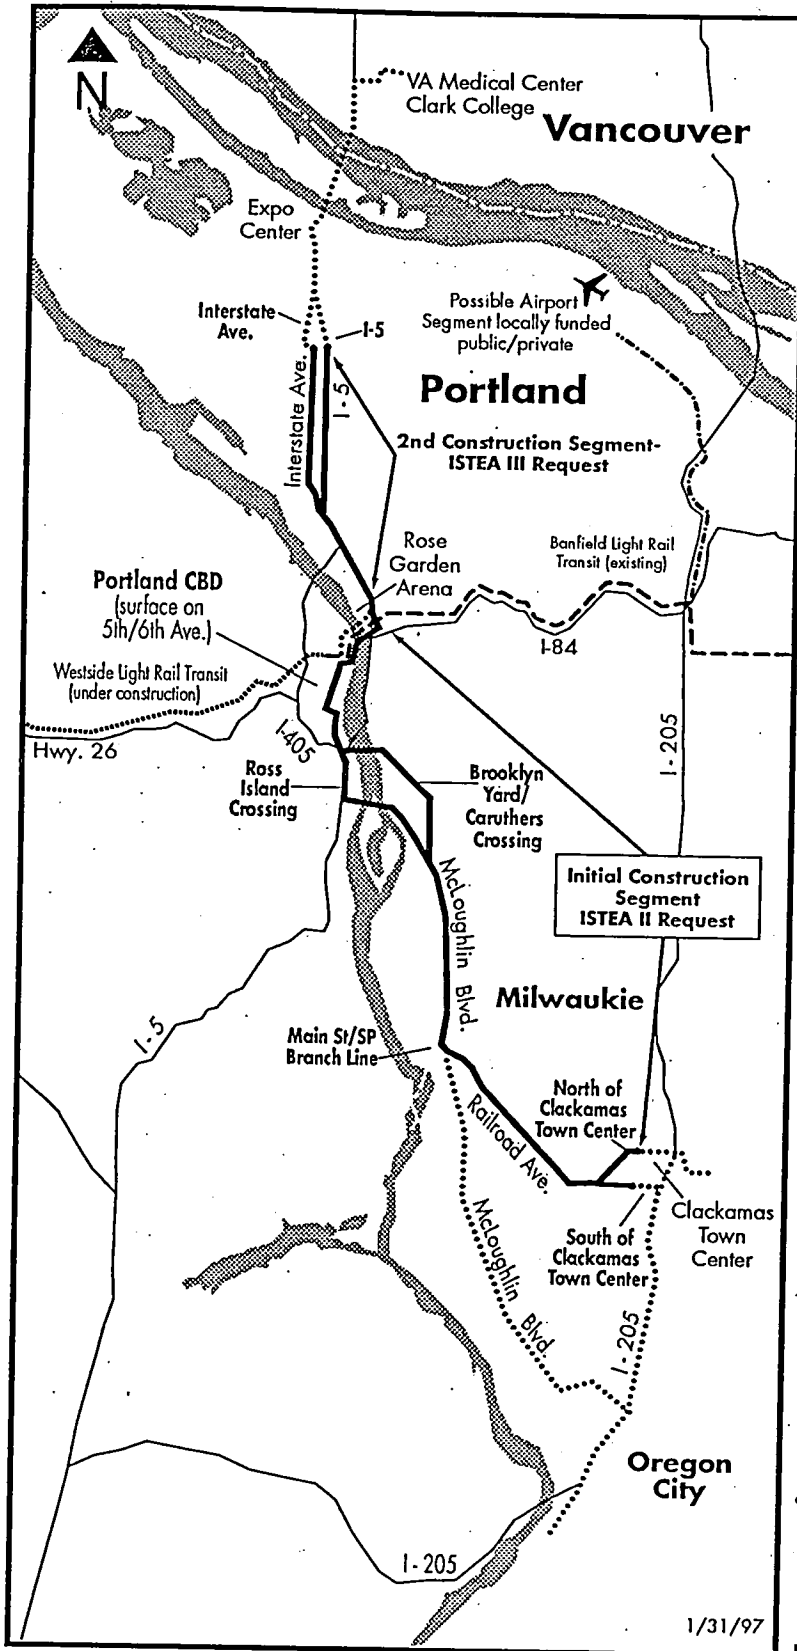 N
VA Medical Center
Clark College
Vancouver
Expo
Center
Interstate
Ave.
I-5
Possible Airport
Segment locally funded
public/private
Interstate Ave.
I-5
Portland
2nd Construction Segment-
ISTEA III Request
Rose
Garden
Arena
Banfield Light Rail
Transit (existing)
Portland CBD
(surface on
5th/6th Ave.)
I-84
Westside Light Rail Transit
(under construction)
Hwy. 26
I-405
I-205
Ross
Island
Crossing
Brooklyn
Yard/
Caruthers
Crossing
Initial Construction
Segment
ISTEA II Request
McLoughlin Blvd.
Milwaukie
I-5
Main St/SP
Branch Line
North of
Clackamas
Town Center
Railroad Ave.
Clackamas
Town
Center
South of
Clackamas
Town Center
McLoughlin Blvd.
I-205
Oregon
City
I-205
1/31/97